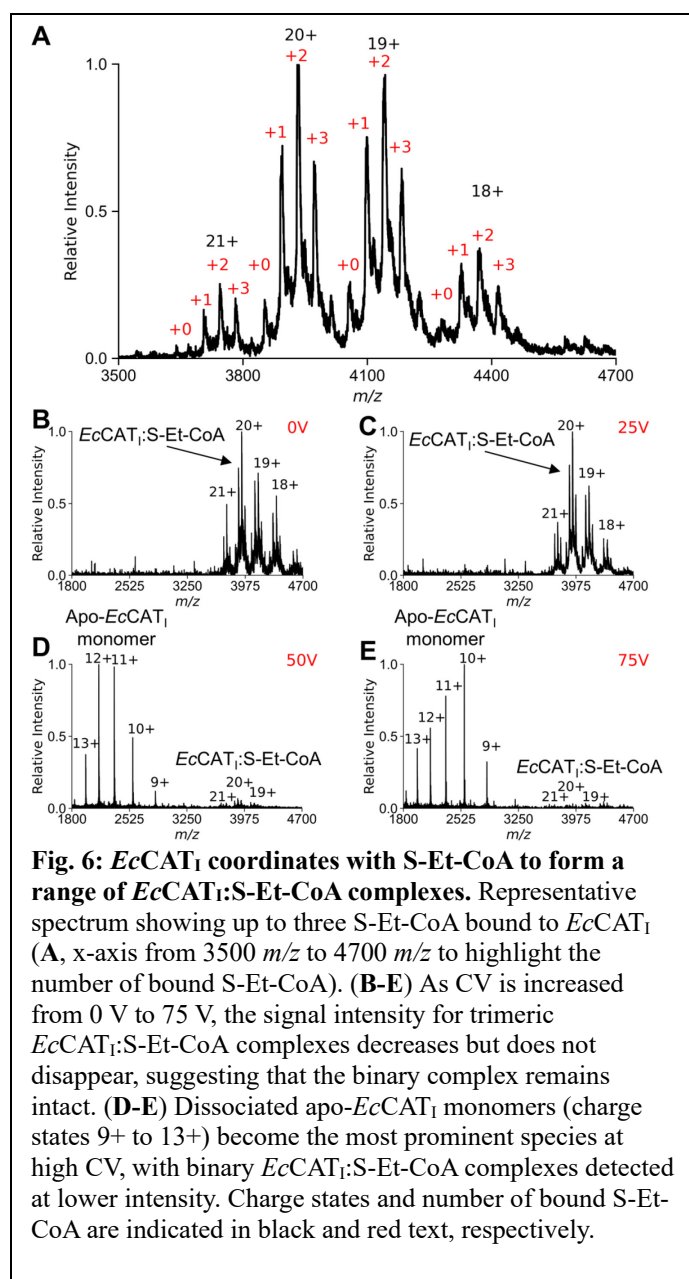 A
20+
19+
+2
+2
1.0
+1
+1
+3
+3
Relative Intensity
0.5
18+
21+
+2
+2
+1
+0
+0
+3
+1
+3
+0
+0
0.0
3500
3800
4100
4400
4700
m/z
B
20+
0V
1.0
EcCATI:S-Et-CoA
19+
Relative Intensity
0.5
21+
18+
0.0
1800
2525
3250
3975
4700
m/z
C
20+
25V
1.0
EcCATI:S-Et-CoA
19+
Relative Intensity
0.5
21+
18+
0.0
1800
2525
3250
3975
4700
m/z
Apo-EcCATI
monomer
D
12+
11+
50V
1.0
Relative Intensity
0.5
10+
13+
EcCATI:S-Et-CoA
9+
20+
21+
19+
0.0
1800
2525
3250
3975
4700
m/z
Apo-EcCATI
monomer
E
10+
75V
1.0
11+
Relative Intensity
12+
0.5
13+
9+
EcCATI:S-Et-CoA
20+
21+
19+
0.0
1800
2525
3250
3975
4700
m/z
Fig. 6: EcCATI coordinates with S-Et-CoA to form a
range of EcCATI:S-Et-CoA complexes. Representative
spectrum showing up to three S-Et-CoA bound to EcCATI
(A, x-axis from 3500 m/z to 4700 m/z to highlight the
number of bound S-Et-CoA). (B-E) As CV is increased
from 0 V to 75 V, the signal intensity for trimeric
EcCATI:S-Et-CoA complexes decreases but does not
disappear, suggesting that the binary complex remains
intact. (D-E) Dissociated apo-EcCATI monomers (charge
states 9+ to 13+) become the most prominent species at
high CV, with binary EcCATI:S-Et-CoA complexes detected
at lower intensity. Charge states and number of bound S-Et-
CoA are indicated in black and red text, respectively.